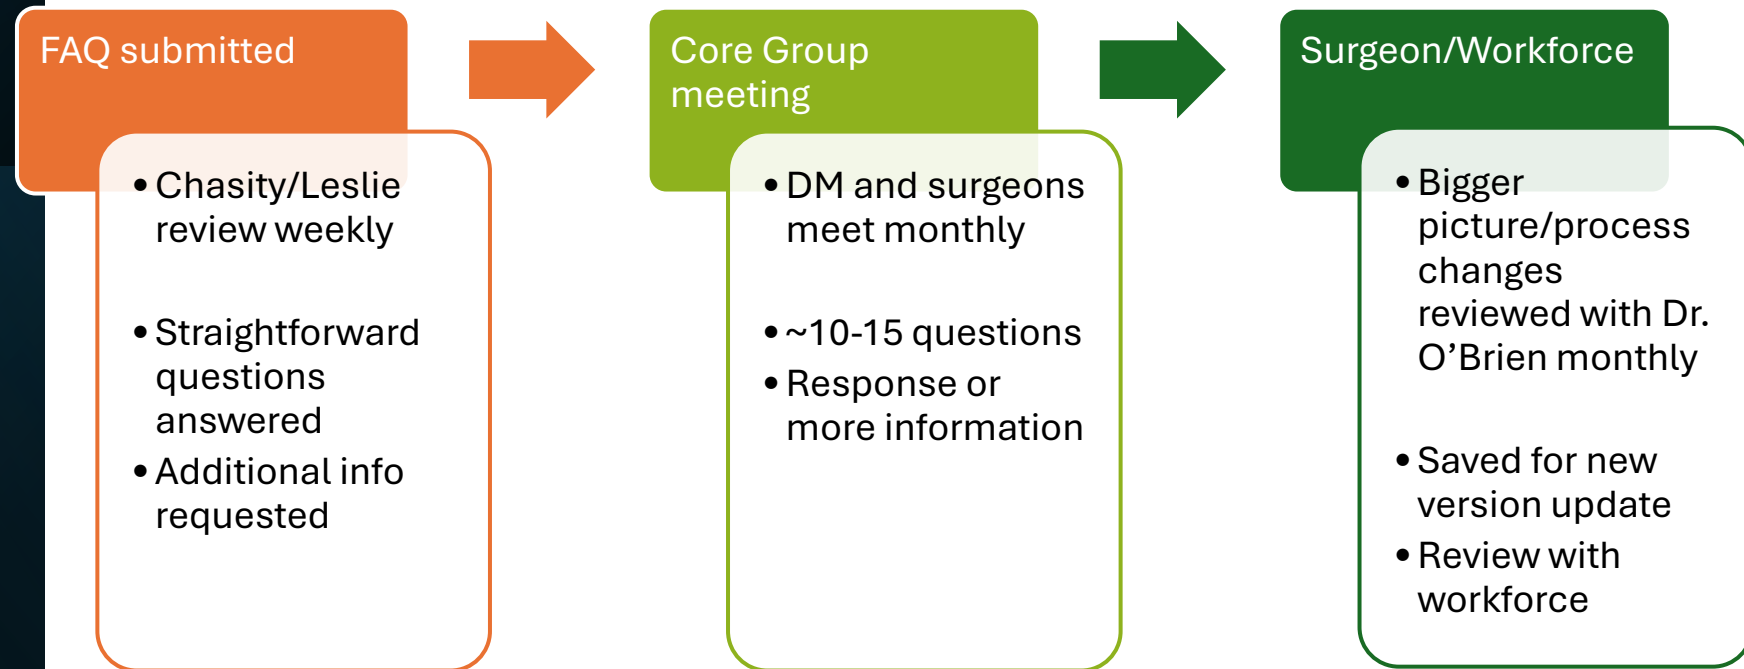 FAQ submitted
• Chasity/Leslie
review weekly
• Straightforward
questions
answered
• Additional info
requested
Core Group
meeting
• DM and surgeons
meet monthly
• ~10-15 questions
• Response or
more information
Surgeon/Workforce
• Bigger
picture/process
changes
reviewed with Dr.
O’Brien monthly
• Saved for new
version update
• Review with
workforce